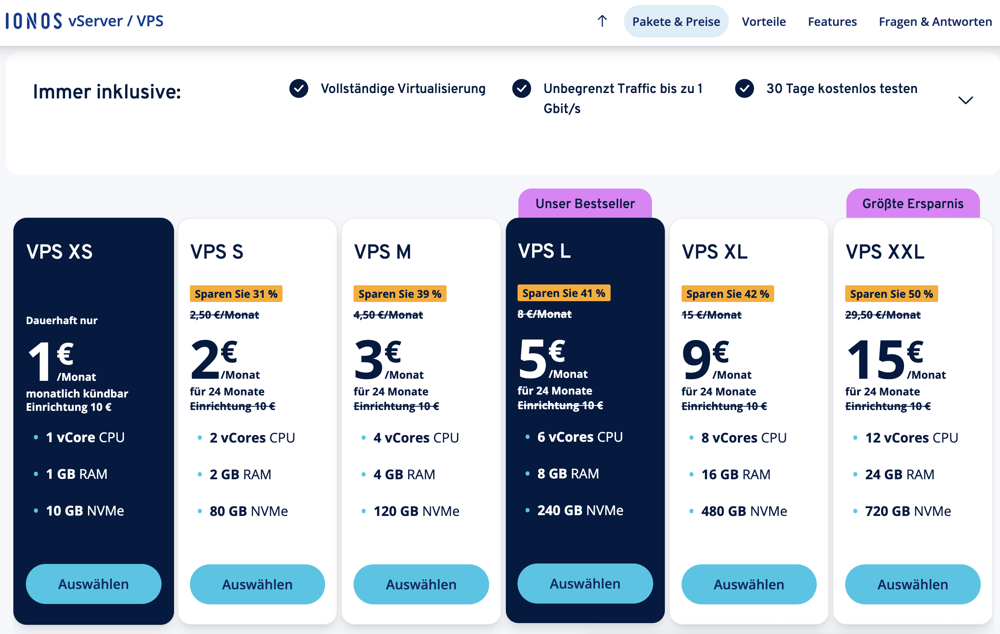 IONOS vServer / VPS
↑ Pakete & Preise Vorteile Features Fragen & Antworten
Immer inklusive:
Vollständige Virtualisierung
Unbegrenzt Traffic bis zu 1
Gbit/s
30 Tage kostenlos testen
VPS XS
Dauerhaft nur
1 €
/Monat
monatlich kündbar
Einrichtung 10 €
• 1 vCore CPU
• 1 GB RAM
• 10 GB NVMe
Auswählen
VPS S
Sparen Sie 31 %
2,50 €/Monat
2 €
/Monat
für 24 Monate
Einrichtung 10 €
• 2 vCores CPU
• 2 GB RAM
• 80 GB NVMe
Auswählen
VPS M
Sparen Sie 39 %
4,50 €/Monat
3 €
/Monat
für 24 Monate
Einrichtung 10 €
• 4 vCores CPU
• 4 GB RAM
• 120 GB NVMe
Auswählen
Unser Bestseller
VPS L
Sparen Sie 41 %
8 €/Monat
5 €
/Monat
für 24 Monate
Einrichtung 10 €
• 6 vCores CPU
• 8 GB RAM
• 240 GB NVMe
Auswählen
VPS XL
Sparen Sie 42 %
15 €/Monat
9 €
/Monat
für 24 Monate
Einrichtung 10 €
• 8 vCores CPU
• 16 GB RAM
• 480 GB NVMe
Auswählen
Größte Ersparnis
VPS XXL
Sparen Sie 50 %
29,50 €/Monat
15 €
/Monat
für 24 Monate
Einrichtung 10 €
• 12 vCores CPU
• 24 GB RAM
• 720 GB NVMe
Auswählen